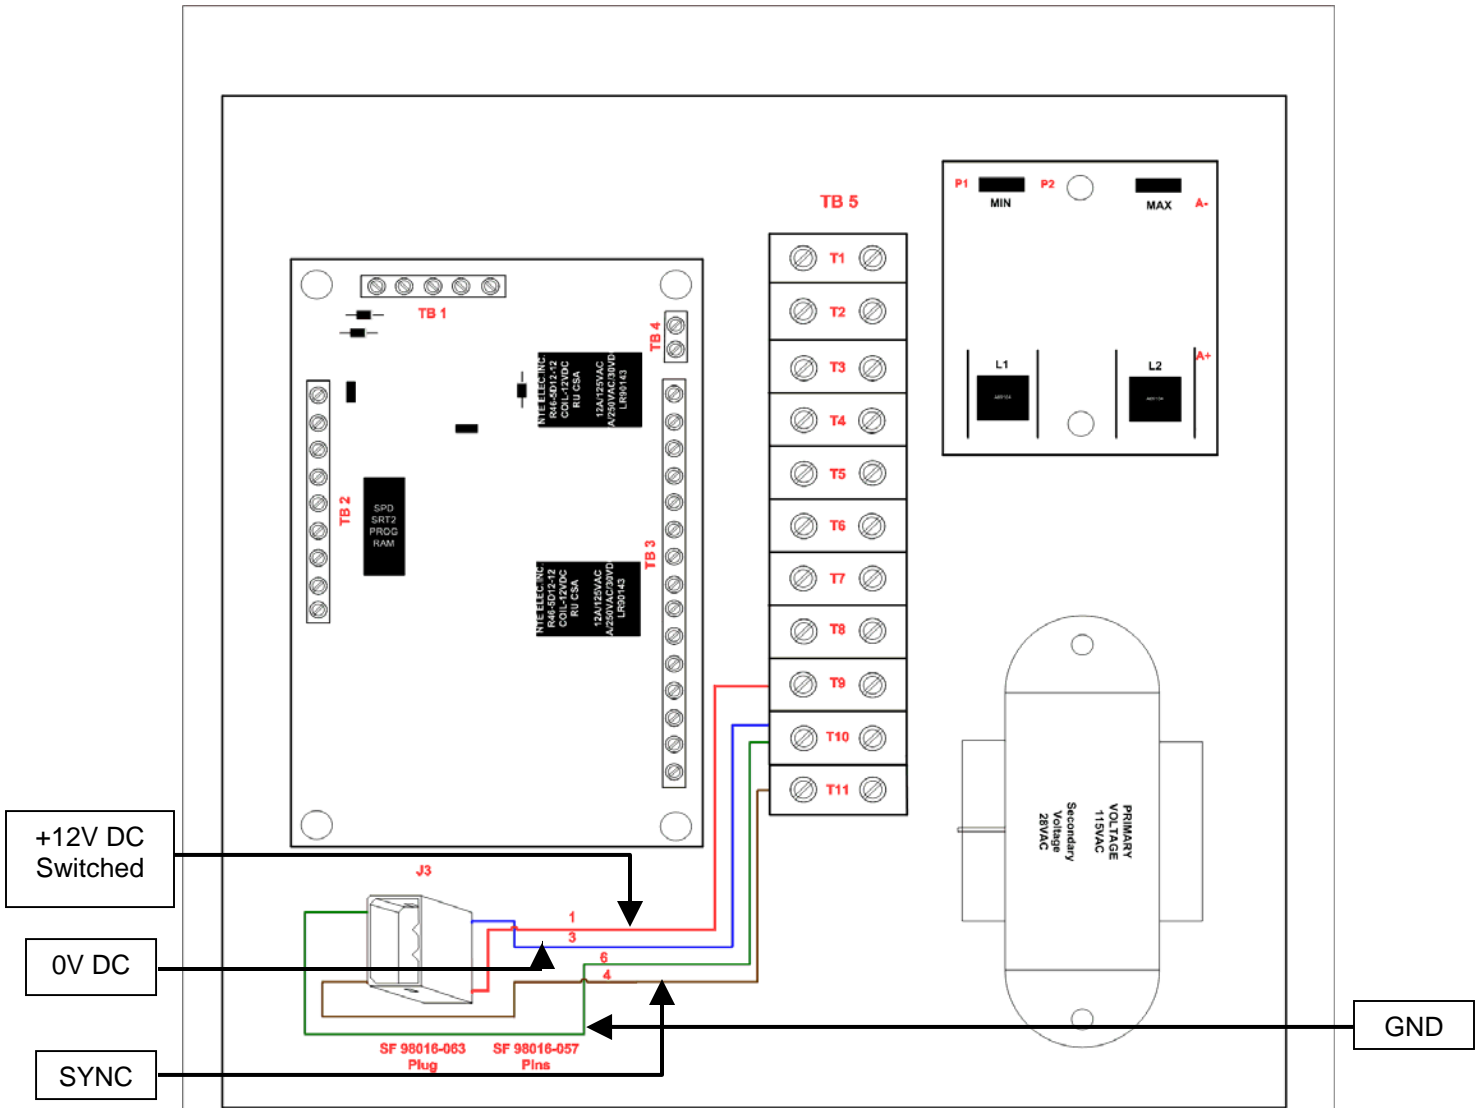 TB 5
P1
MIN
P2
MAX
A-
T1
T2
T3
T4
T5
T6
T7
T8
T9
T10
T11
TB 1
TB 4
NTE ELEC.INC.
R46-5D12-12
COIL-12VDC
RU CSA
12A/125VAC
A/250VAC/30VD
LR90143
L1
L2
A+
TB 2
SPD
SRT2
PROG
RAM
TB 3
NTE ELEC.INC.
R46-5D12-12
COIL-12VDC
RU CSA
12A/125VAC
A/250VAC/30VD
LR90143
PRIMARY
VOLTAGE
115VAC
Secondary
Voltage
28VAC
+12V DC
Switched
J3
1
3
6
4
0V DC
GND
SF 98016-063
Plug
SF 98016-057
Pins
SYNC